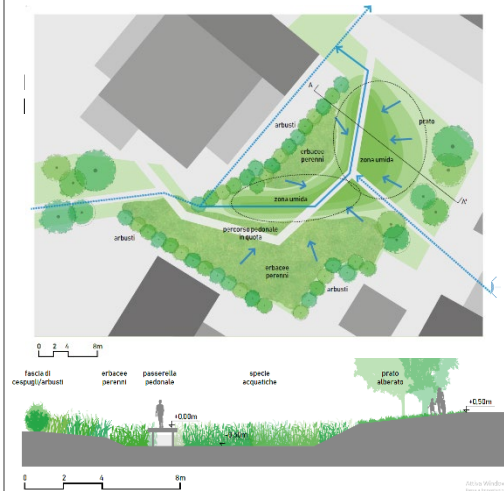 A
arbusti
prato
erbacee
perenni
zona umida
zona umida
percorso pedonale
in quota
A'
arbusti
erbacee
perenni
arbusti
0 2 4 8m
fascia di
cespugli/arbusti
erbacee
perenni
passerella
pedonale
specie
acquatiche
prato
alberato
+0,00m
+0,50m
0 2 4 8m